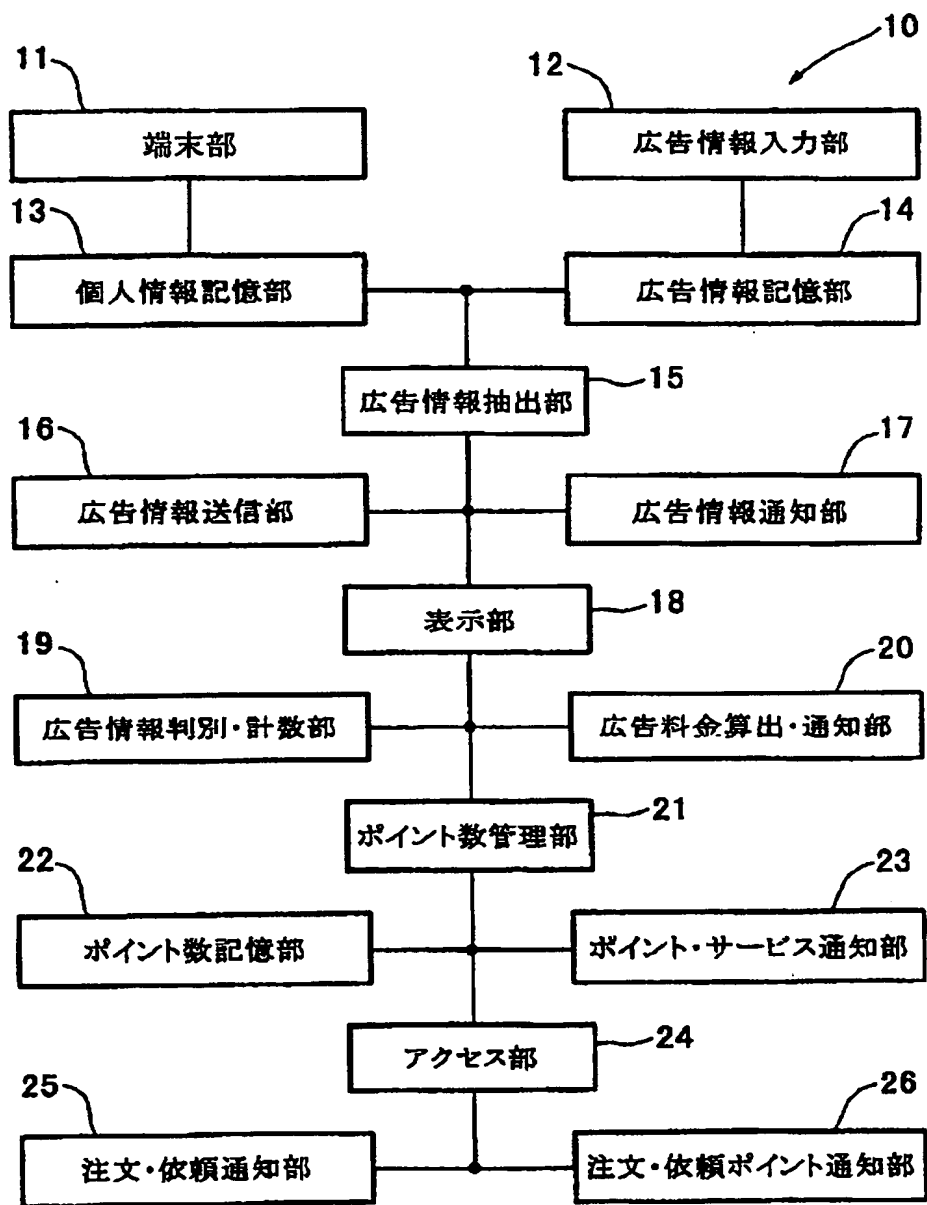 10
11
12
端末部
広告情報入力部
13
14
個人情報記憶部
広告情報記憶部
15
広告情報抽出部
16
17
広告情報送信部
広告情報通知部
18
表示部
19
20
広告情報判別・計数部
広告料金算出・通知部
21
ポイント数管理部
22
23
ポイント数記憶部
ポイント・サービス通知部
24
アクセス部
25
26
注文・依頼通知部
注文・依頼ポイント通知部